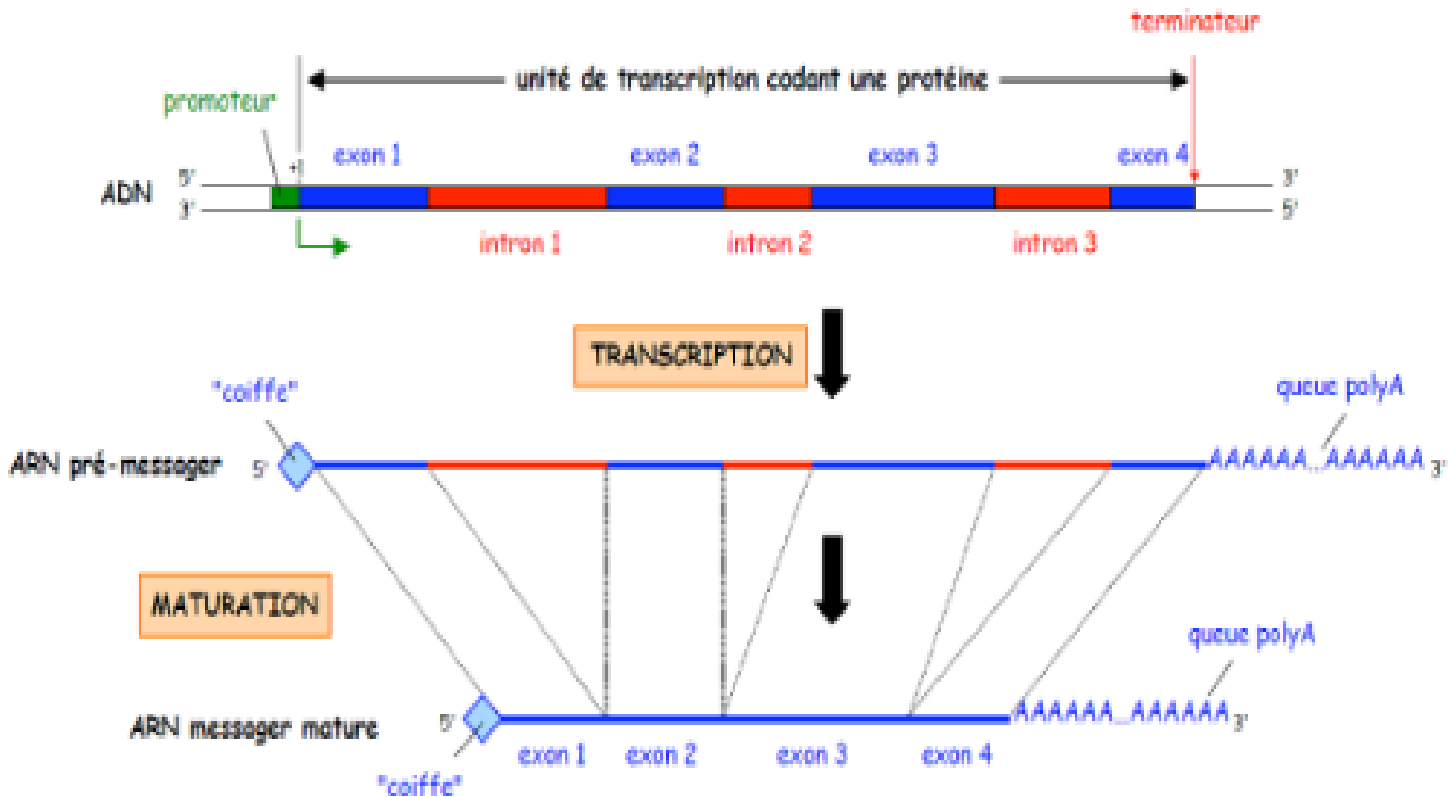 terminateur
unité de transcription codant une protéine
promoteur
+1
exon 1
exon 2
exon 3
exon 4
ADN
5'
3'
3'
5'
intron 1
intron 2
intron 3
TRANSCRIPTION
"coiffe"
queue polyA
ARN pré-messager
5'
AAAAAA...AAAAAA
3'
MATURATION
queue polyA
ARN messager mature
5'
AAAAAA...AAAAAA
3'
exon 1
exon 2
exon 3
exon 4
"coiffe"